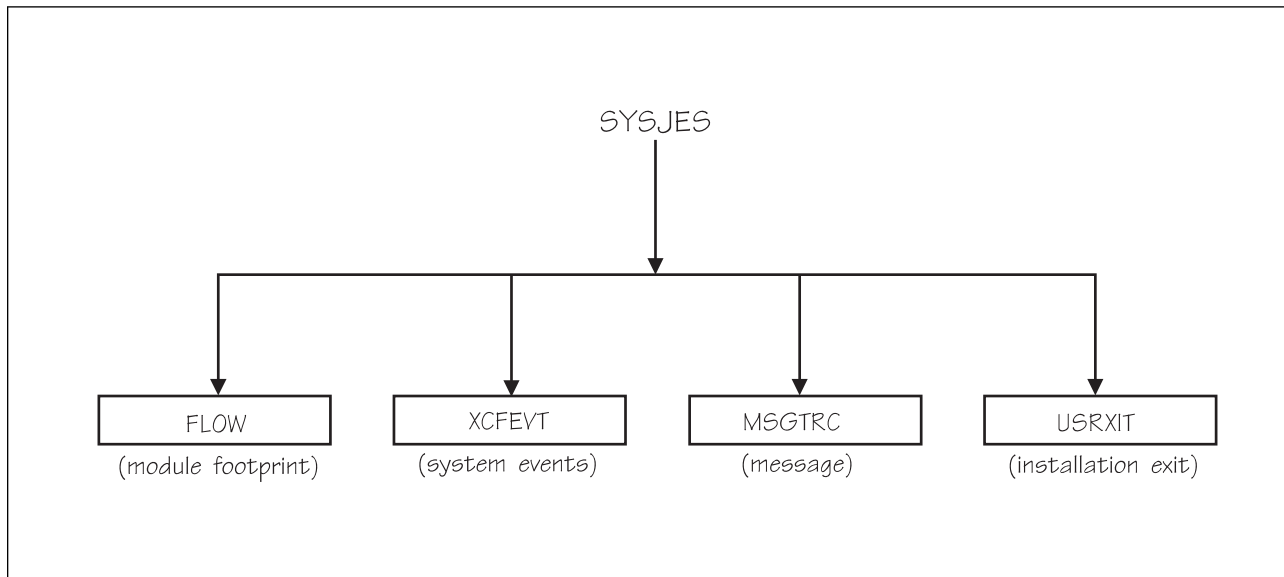 SYSJES
FLOW
(module footprint)
XCFEVT
(system events)
MSGTRC
(message)
USRXIT
(installation exit)